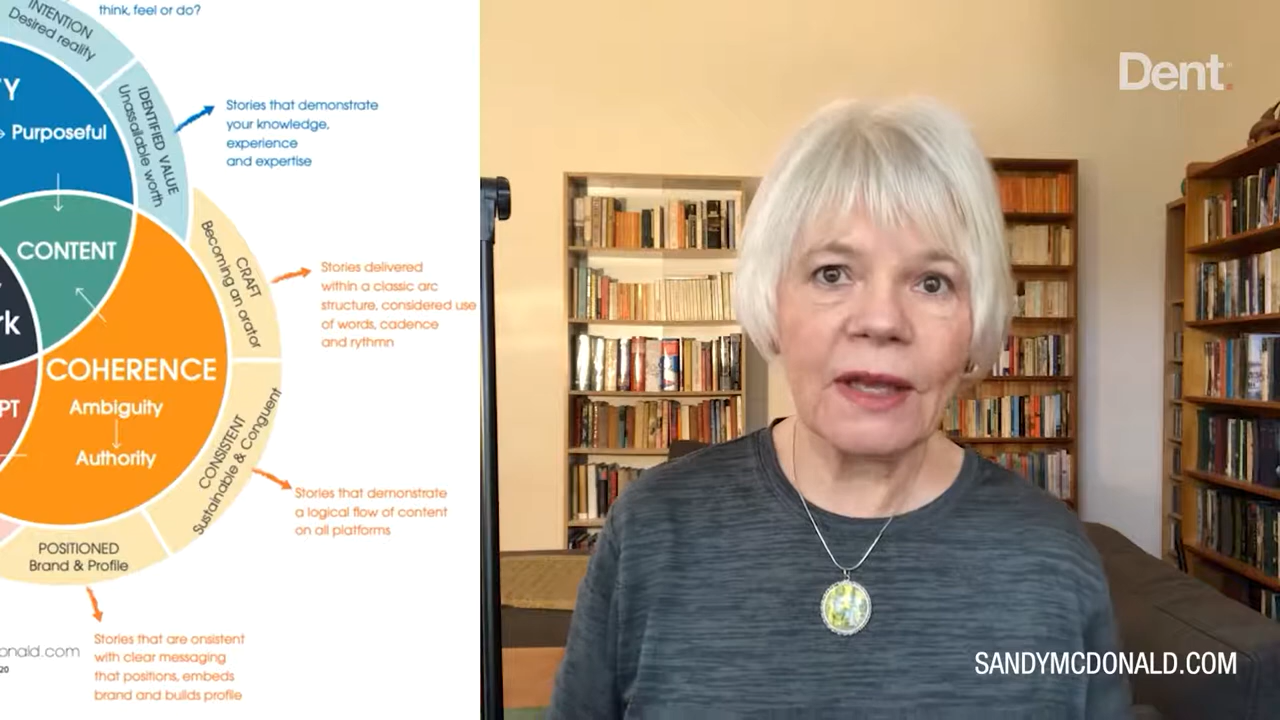 think, feel or do?
INTENTION
Desired reality
IDENTIFIED VALUE
Unassailable worth
Stories that demonstrate
your knowledge,
experience
and expertise
Y
Purposeful
CONTENT
CRAFT
Becoming an orator
Stories delivered
within a classic arc
structure, considered use
of words, cadence
and rythmn
rk
COHERENCE
Ambiguity
Authority
PT
CONSISTENT
Sustainable & Conguent
Stories that demonstrate
a logical flow of content
on all platforms
POSITIONED
Brand & Profile
Stories that are onsistent
with clear messaging
that positions, embeds
brand and builds profile
onald.com
20
Dent.
SANDYMCDONALD.COM